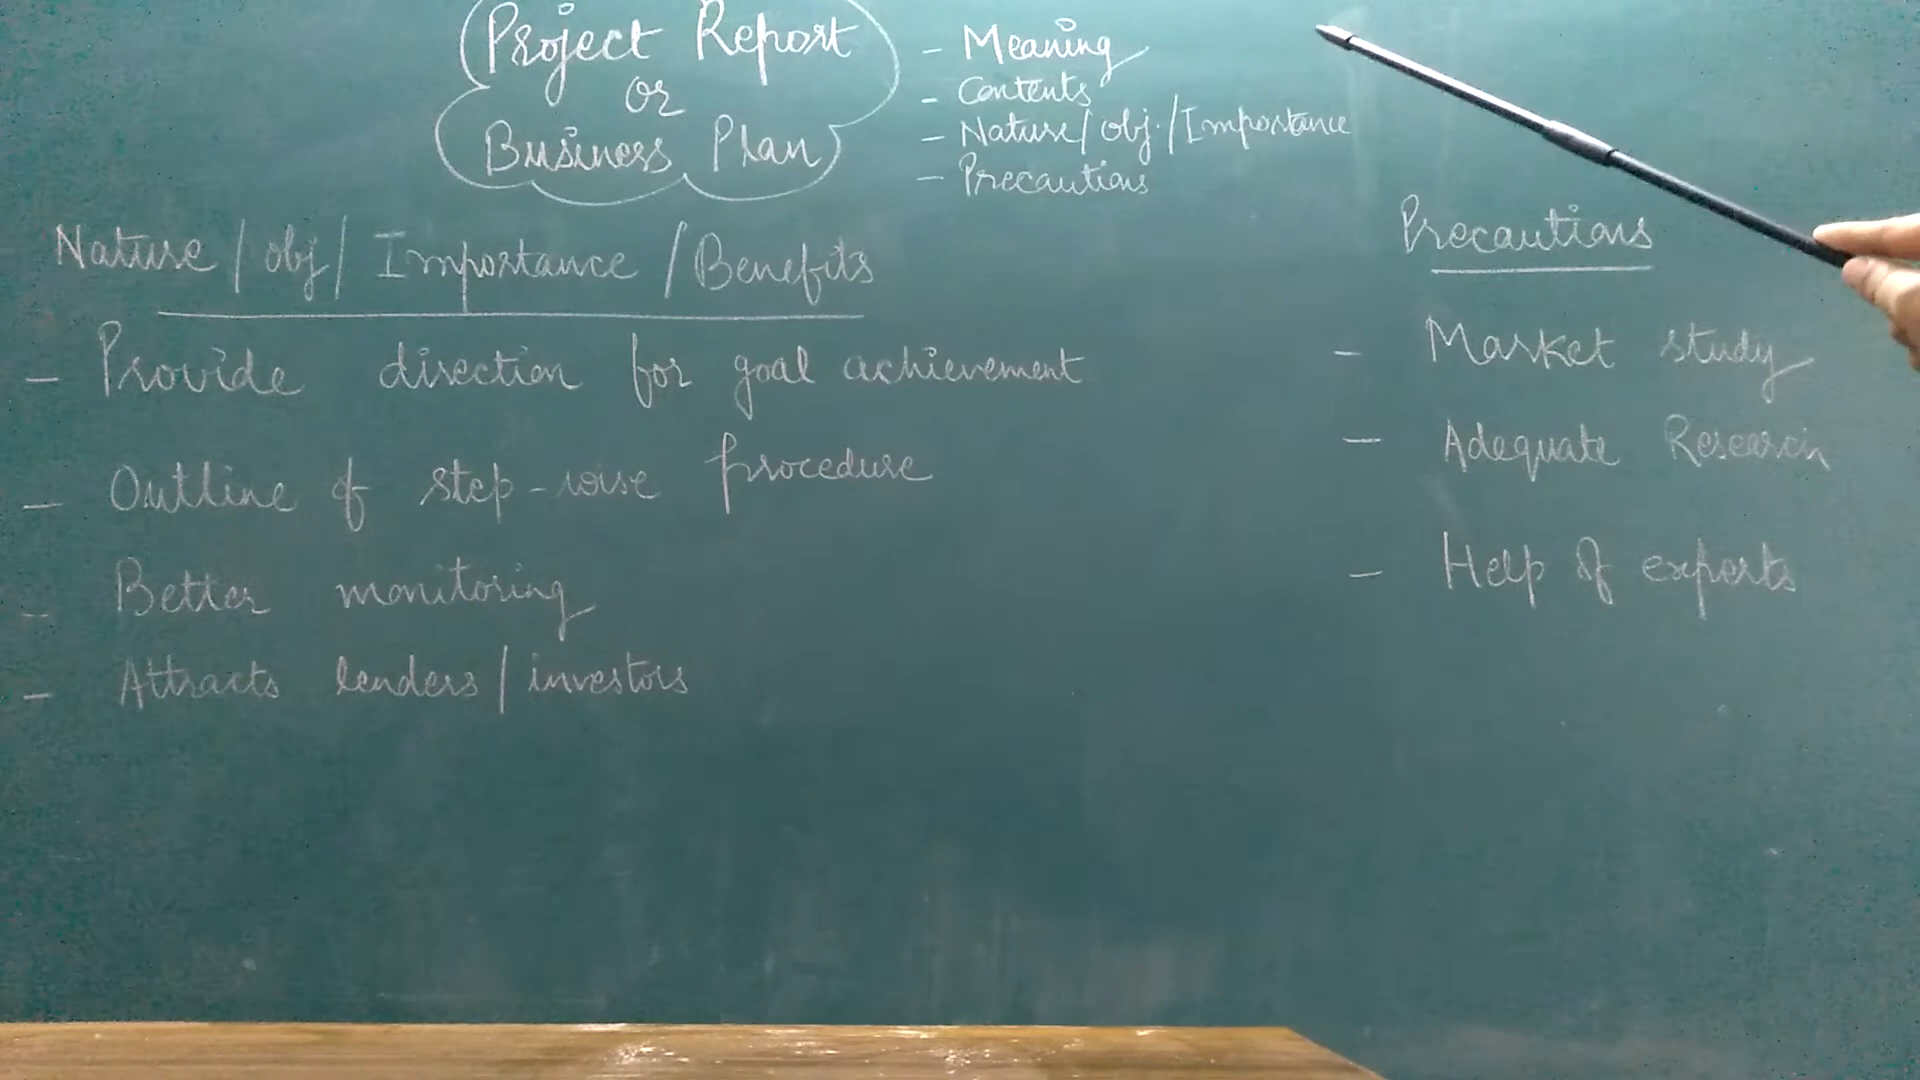 Project Report
or
Business Plan
- Meaning
- Contents
- Nature/obj./Importance
- Precautions
Nature/obj/Importance/Benefits
- Provide direction for goal achievement
- Outline of step-wise procedure
- Better monitoring
- Attracts lenders/investors
Precautions
- Market study
- Adequate Research
- Help of experts